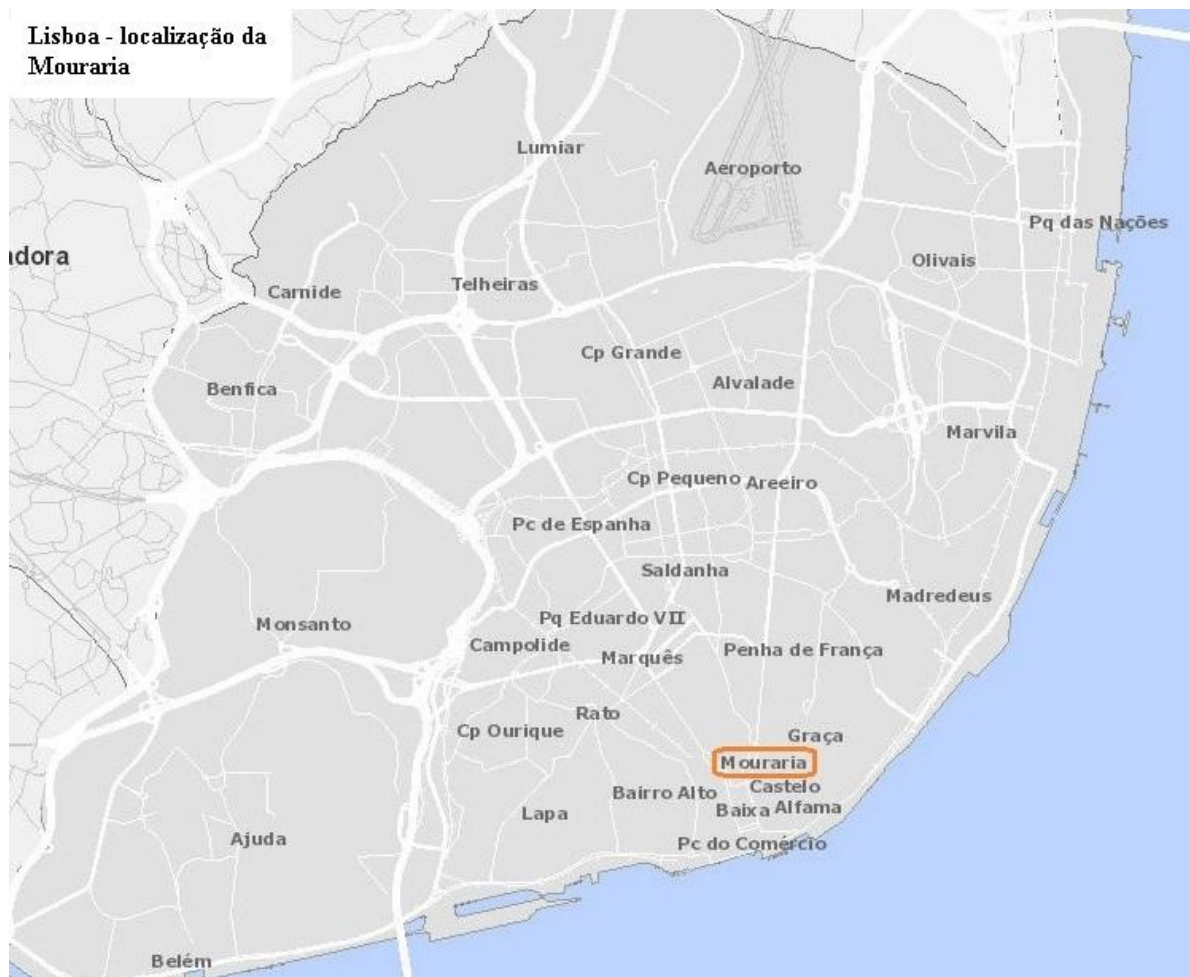 Lisboa - localização da
Mouraria
Lumiar
Aeroporto
Pq das Nações
adora
Olivais
Telheiras
Carnide
Cp Grande
Alvalade
Benfica
Marvila
Cp Pequeno
Areeiro
Pc de Espanha
Saldanha
Madredeus
Pq Eduardo VII
Monsanto
Campolide
Marquês
Penha de França
Rato
Cp Ourique
Graça
Mouraria
Castelo
Bairro Alto
Baixa
Alfama
Lapa
Ajuda
Pc do Comércio
Belém